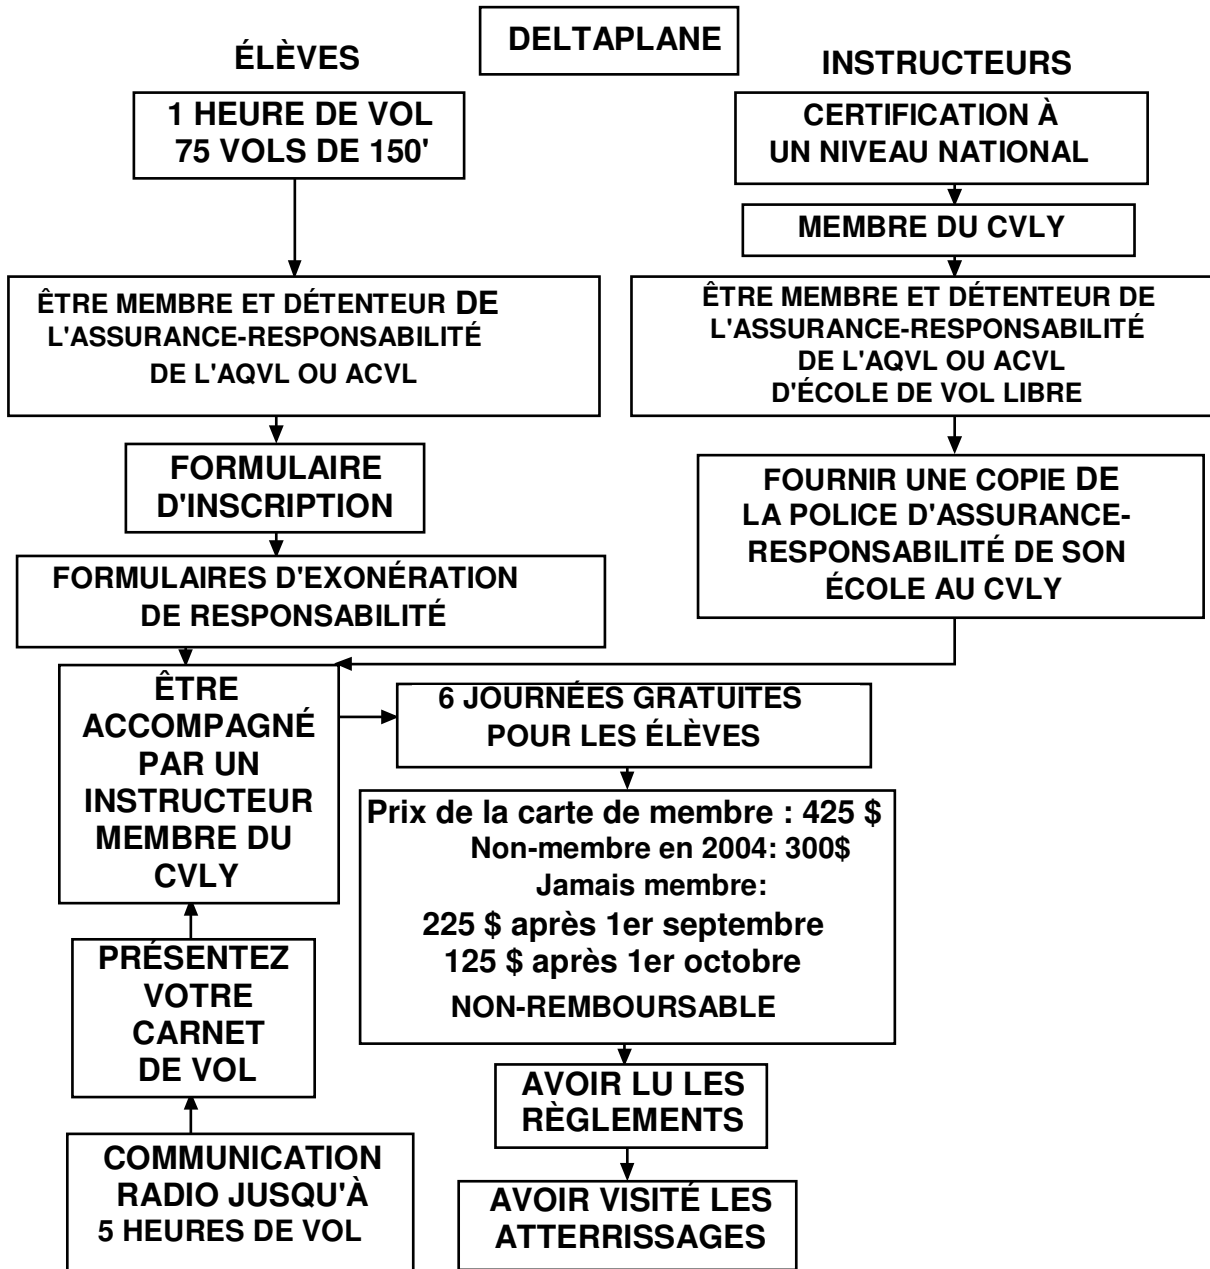 DELTAPLANE
ÉLÈVES
1 HEURE DE VOL
75 VOLS DE 150'
ÊTRE MEMBRE ET DÉTENTEUR DE
L'ASSURANCE-RESPONSABILITÉ
DE L'AQVL OU ACVL
FORMULAIRE
D'INSCRIPTION
FORMULAIRES D'EXONÉRATION
DE RESPONSABILITÉ
ÊTRE
ACCOMPAGNÉ
PAR UN
INSTRUCTEUR
MEMBRE DU
CVLY
PRÉSENTEZ
VOTRE
CARNET
DE VOL
COMMUNICATION
RADIO JUSQU'À
5 HEURES DE VOL
INSTRUCTEURS
CERTIFICATION À
UN NIVEAU NATIONAL
MEMBRE DU CVLY
ÊTRE MEMBRE ET DÉTENTEUR DE
L'ASSURANCE-RESPONSABILITÉ
DE L'AQVL OU ACVL
D'ÉCOLE DE VOL LIBRE
FOURNIR UNE COPIE DE
LA POLICE D'ASSURANCE-
RESPONSABILITÉ DE SON
ÉCOLE AU CVLY
6 JOURNÉES GRATUITES
POUR LES ÉLÈVES
Prix de la carte de membre : 425 $
Non-membre en 2004: 300$
Jamais membre:
225 $ après 1er septembre
125 $ après 1er octobre
NON-REMBOURSABLE
AVOIR LU LES
RÈGLEMENTS
AVOIR VISITÉ LES
ATTERRISSAGES